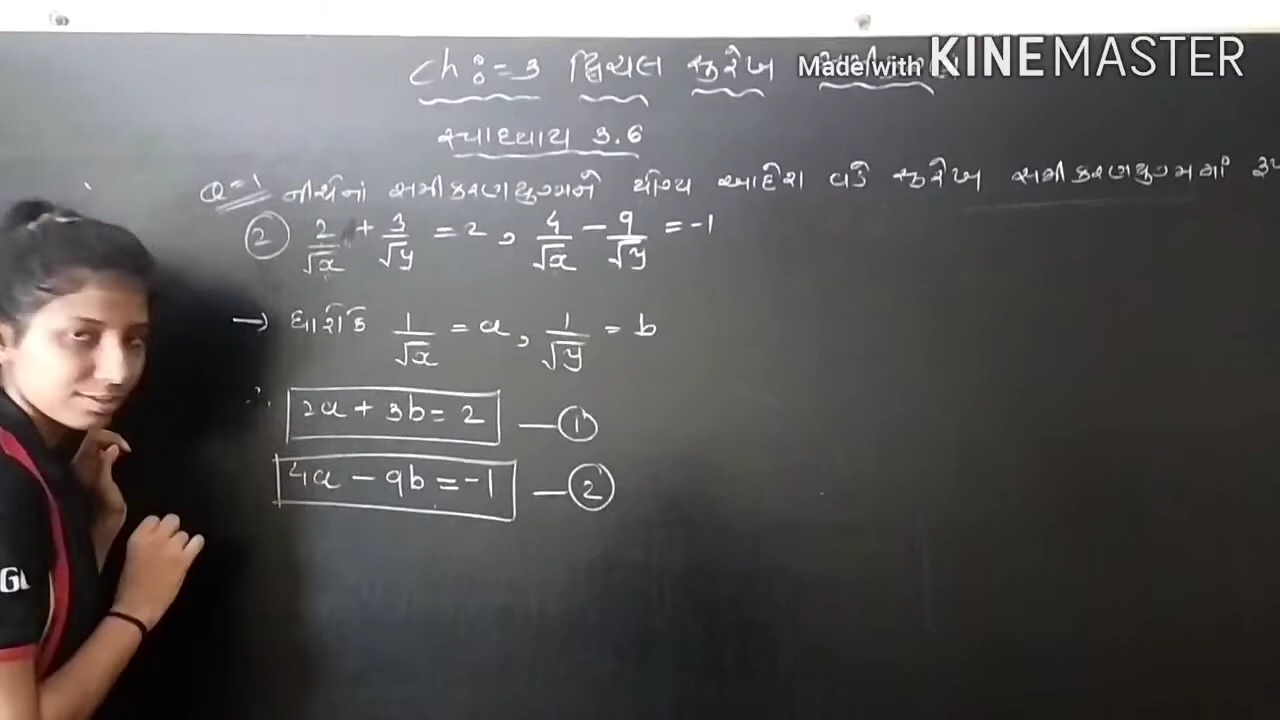 Ch :- 3 દ્વિચલ સુરેખ
Made with KINEMASTER
સ્વાધ્યાય 3.6
Q-1 નીચેનાં સમીકરણયુગ્મને યોગ્ય આદેશ વડે સુરેખ સમીકરણયુગ્મમાં
② 2/√x + 3/√y = 2 , 4/√x − 9/√y = -1
→ ધારોકે 1/√x = a , 1/√y = b
∴ 2a + 3b = 2 — ①
4a − 9b = -1 — ②